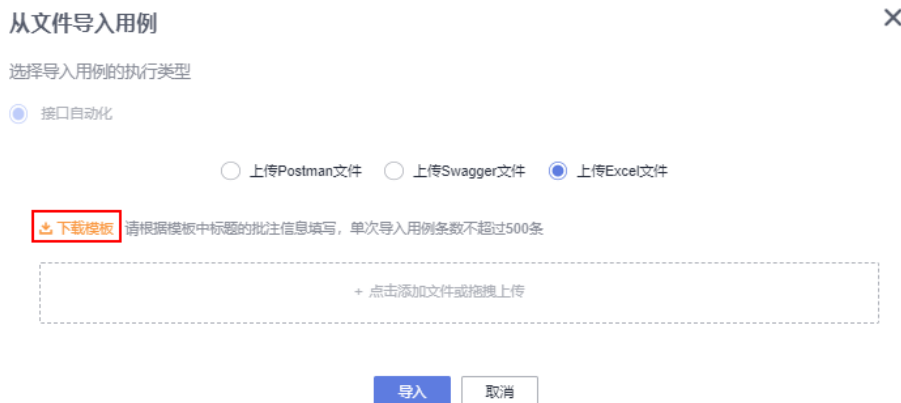 从文件导入用例
选择导入用例的执行类型
接口自动化
上传Postman文件 上传Swagger文件 上传Excel文件
下载模板 请根据模板中标题的批注信息填写，单次导入用例条数不超过500条
+ 点击添加文件或拖拽上传
导入 取消